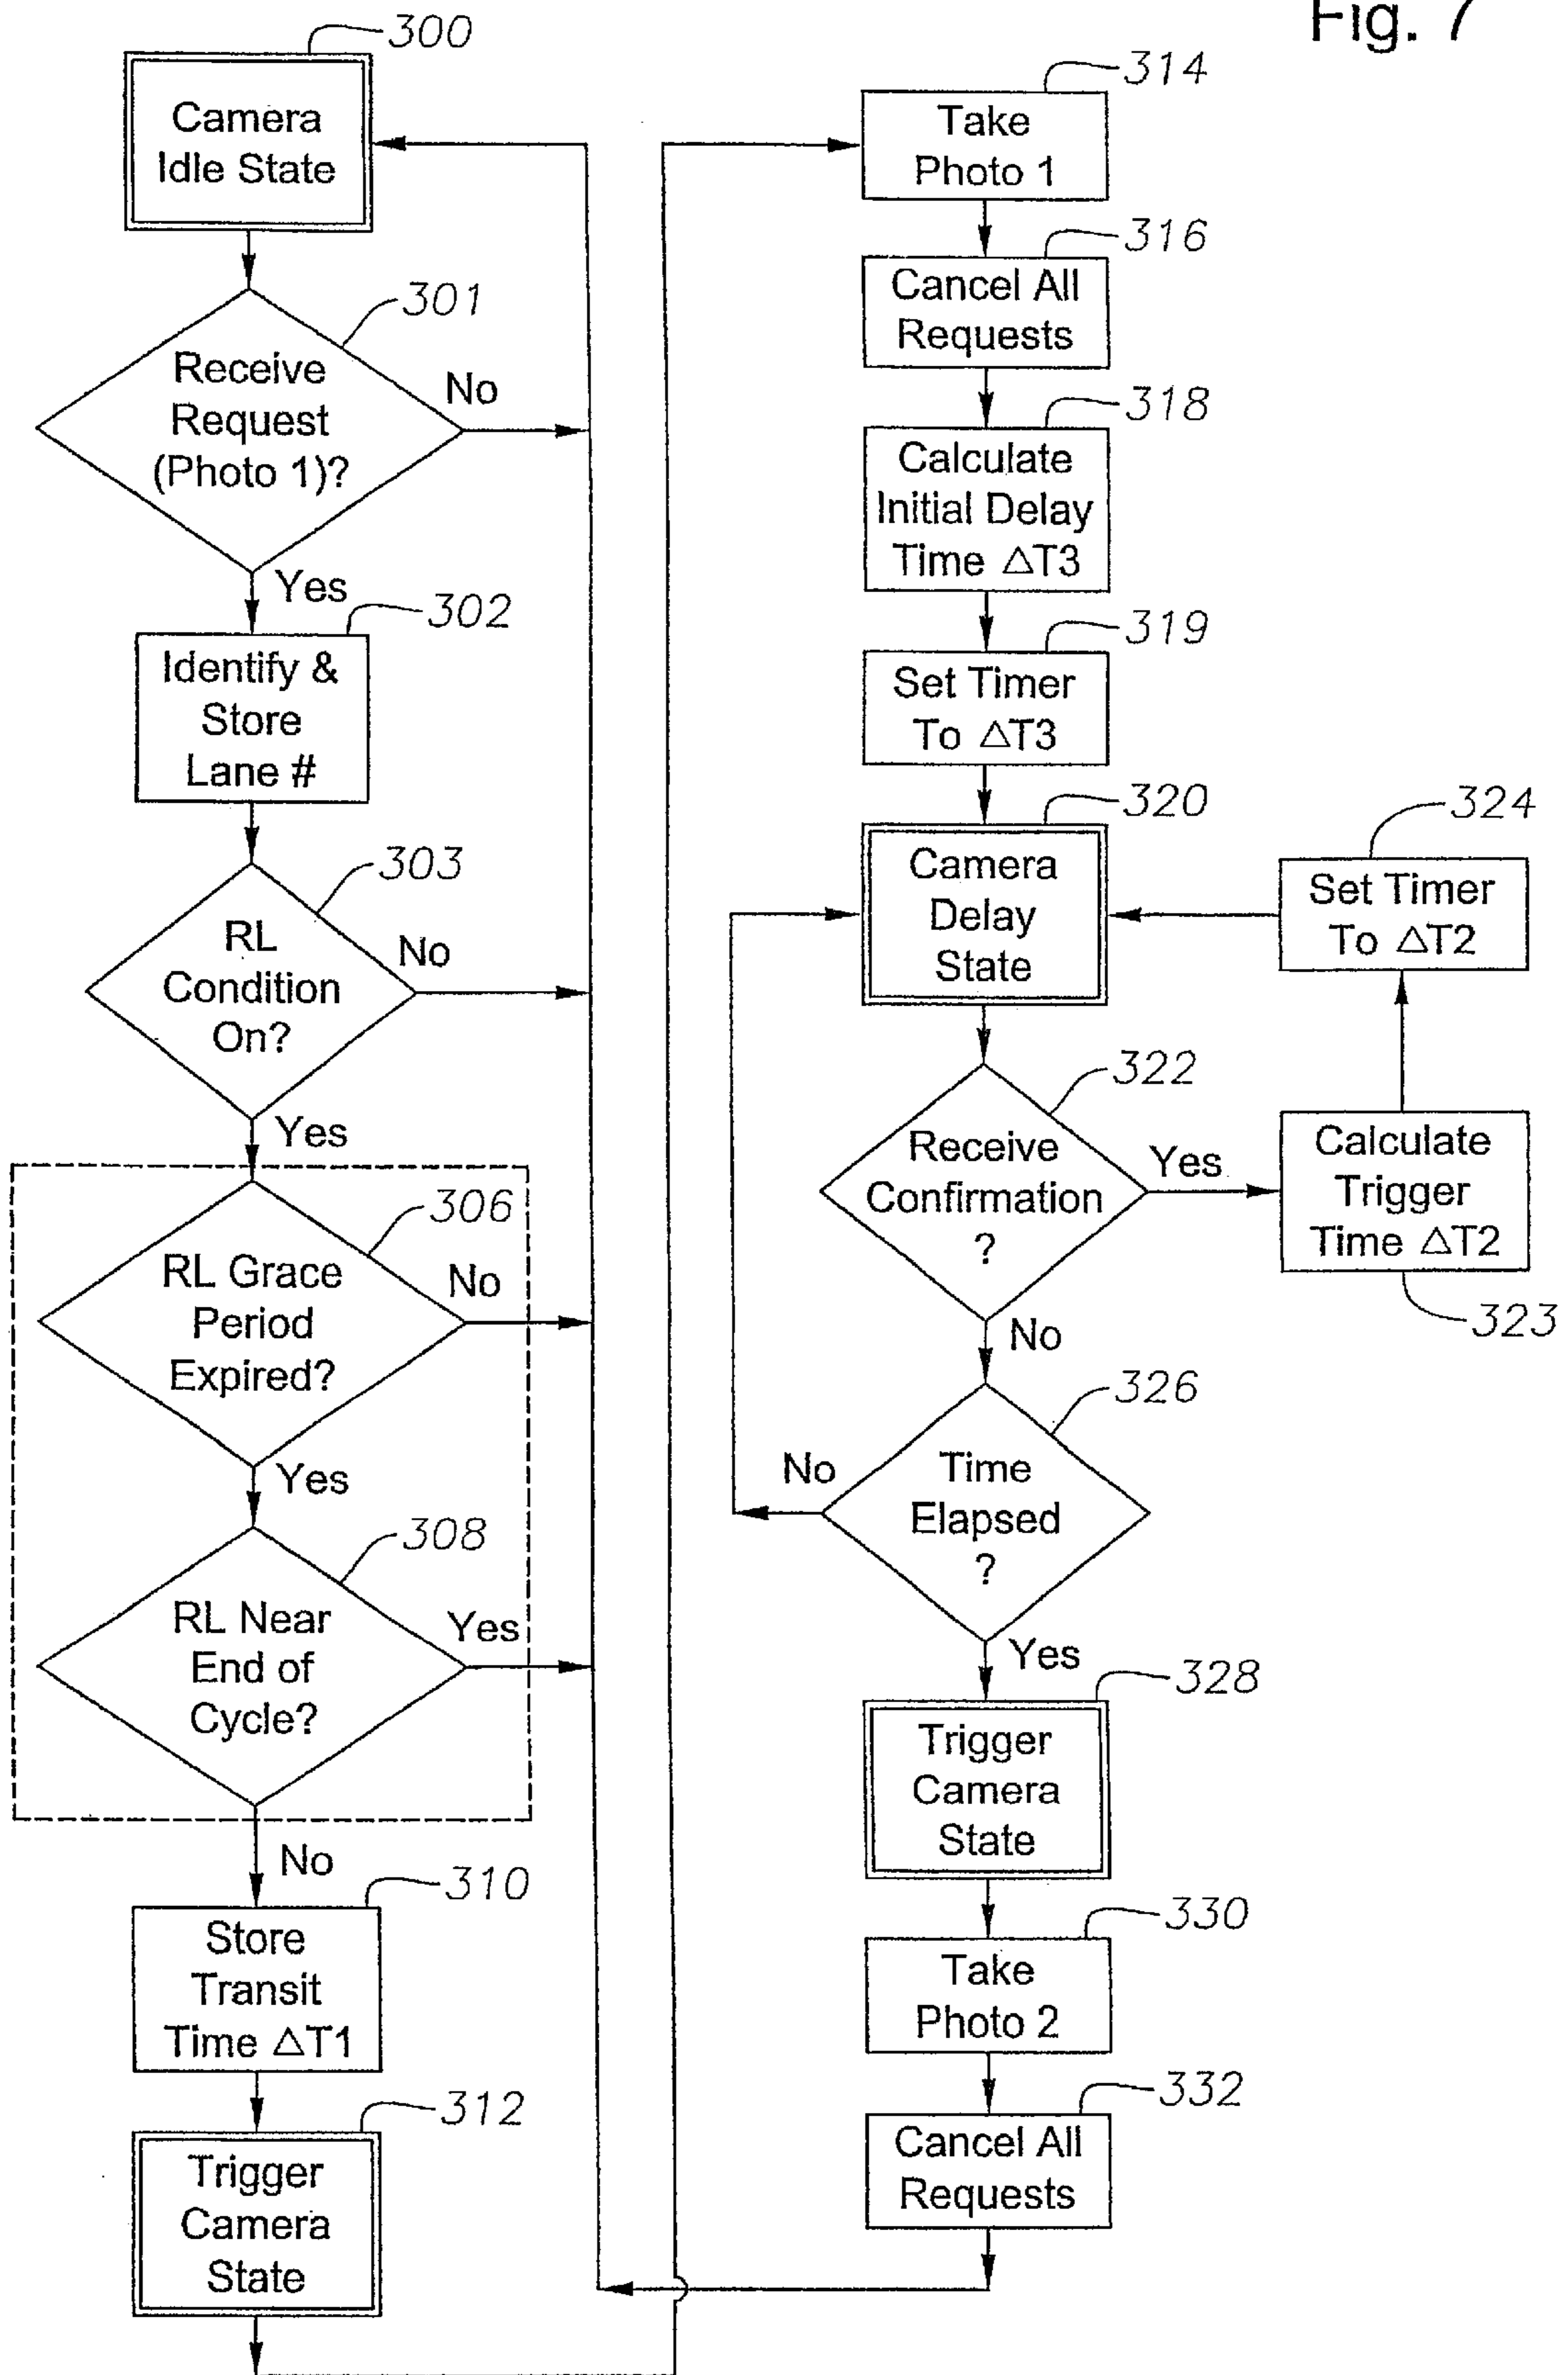 Fig. 7
300
Camera
Idle State
301
Receive
Request
(Photo 1)?
No
Yes
302
Identify &
Store
Lane #
303
RL
Condition
On?
No
Yes
306
RL Grace
Period
Expired?
No
Yes
308
RL Near
End of
Cycle?
Yes
No
310
Store
Transit
Time △T1
312
Trigger
Camera
State
314
Take
Photo 1
316
Cancel All
Requests
318
Calculate
Initial Delay
Time △T3
319
Set Timer
To △T3
320
Camera
Delay
State
322
Receive
Confirmation
?
Yes
323
Calculate
Trigger
Time △T2
324
Set Timer
To △T2
No
326
Time
Elapsed
?
No
Yes
328
Trigger
Camera
State
330
Take
Photo 2
332
Cancel All
Requests